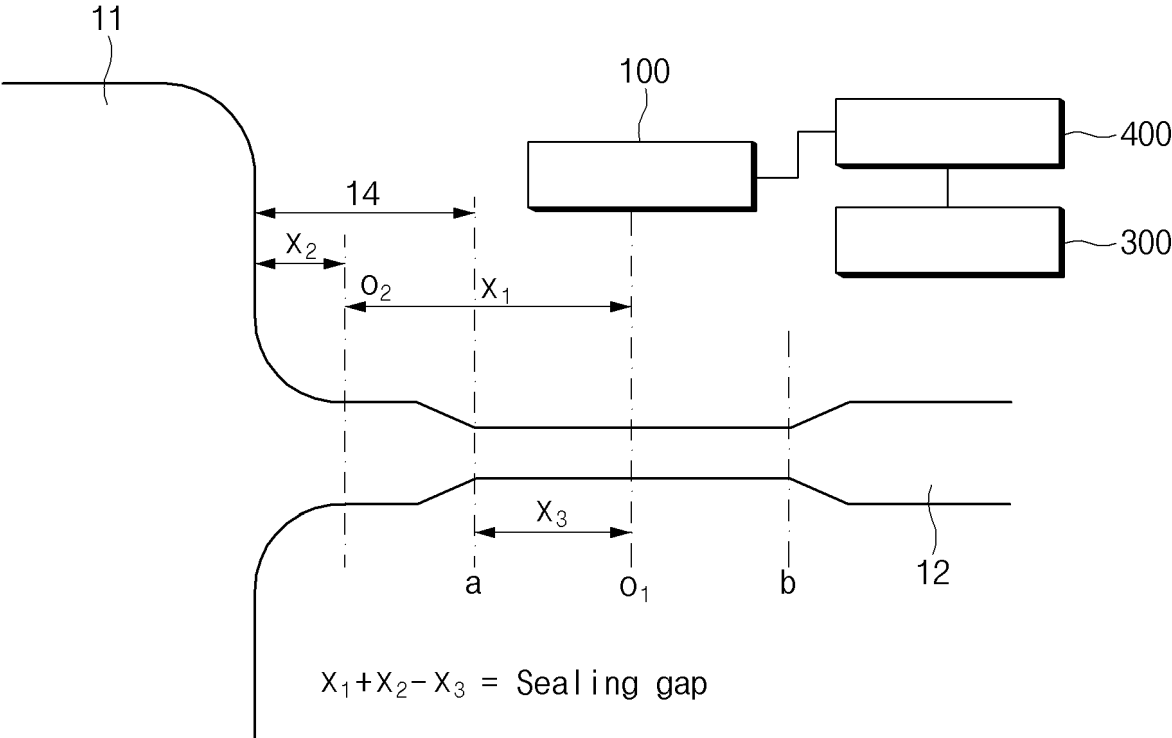 11
100
400
14
300
X₂
O₂
X₁
X₃
a
O₁
b
12
X₁+X₂−X₃ = Sealing gap